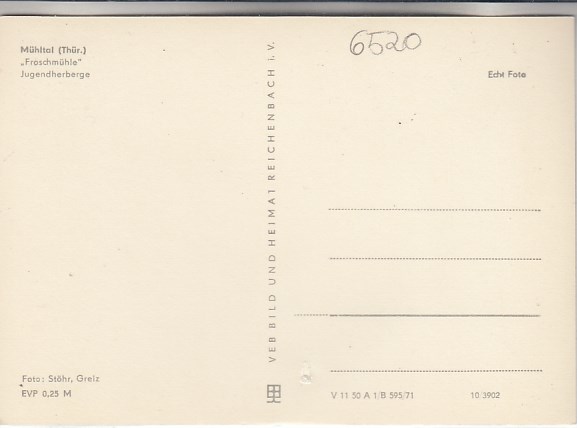 Mühltal (Thür.)
„Froschmühle"
Jugendherberge
6520
Echt Foto
VEB BILD UND HEIMAT REICHENBACH i. V.
Foto: Stöhr, Greiz
EVP 0,25 M
V 11 50 A 1/B 595/71
10/3902